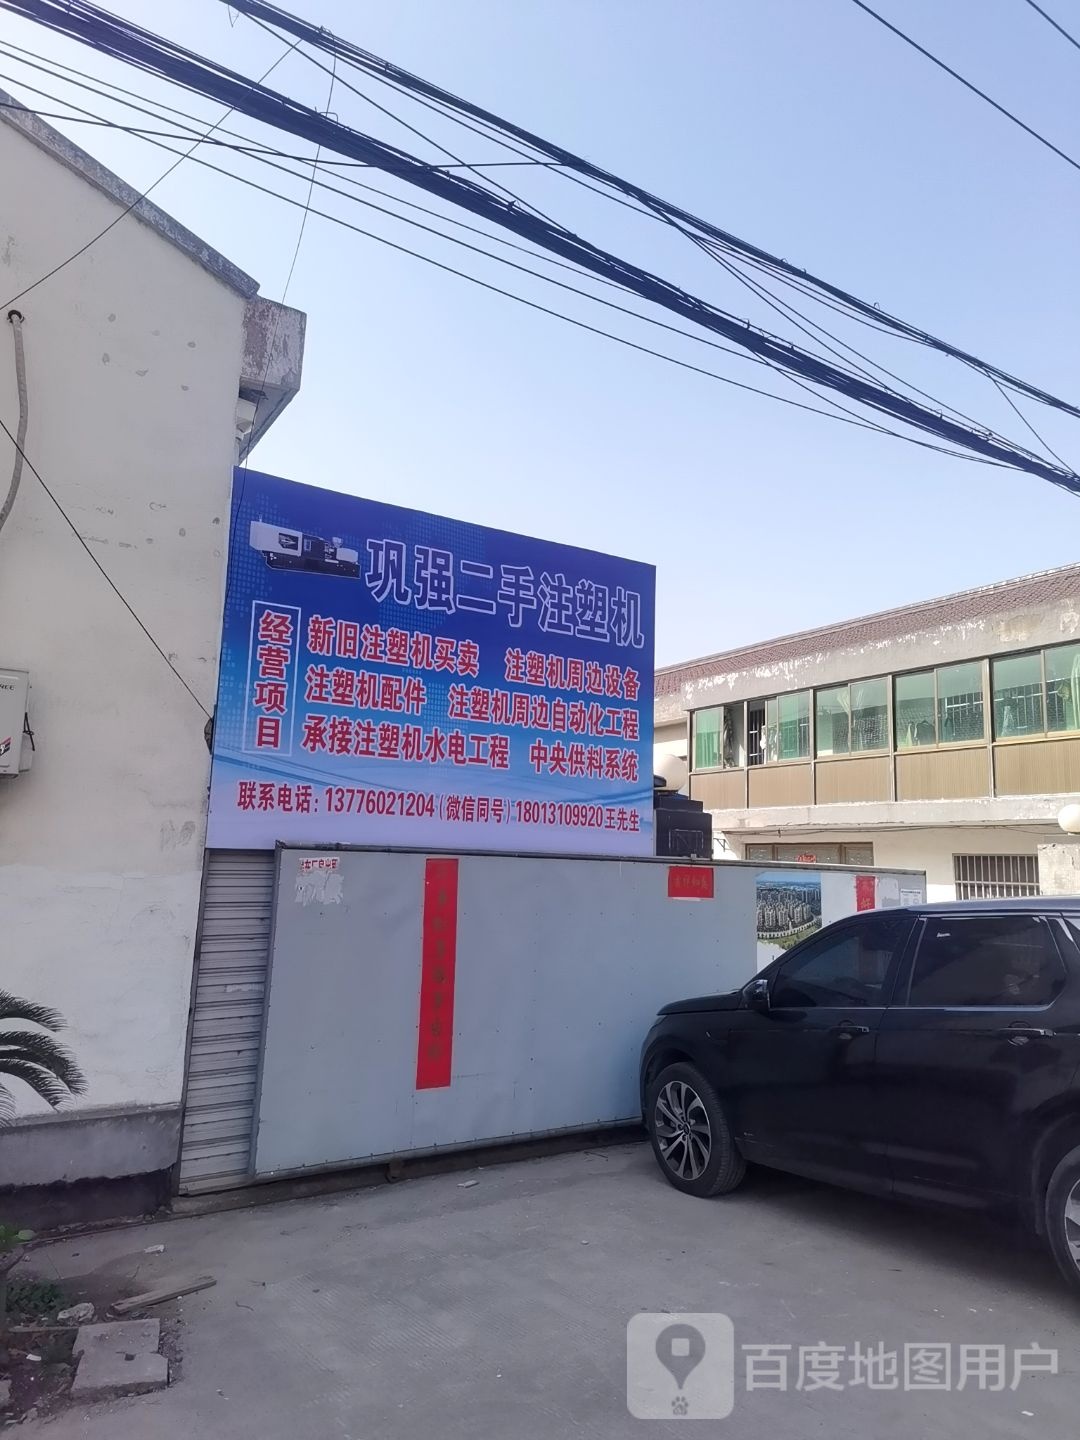 巩强二手注塑机
经营项目
新旧注塑机买卖 注塑机周边设备
注塑机配件 注塑机周边自动化工程
承接注塑机水电工程 中央供料系统
联系电话：13776021204（微信同号）18013109920王先生
吉祥如意
百度地图用户